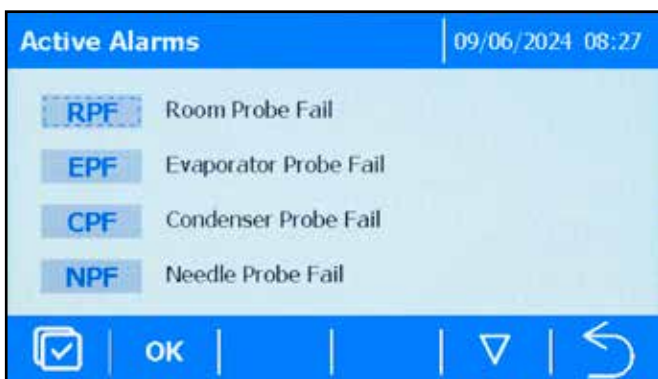 Active Alarms 09/06/2024 08:27
RPF Room Probe Fail
EPF Evaporator Probe Fail
CPF Condenser Probe Fail
NPF Needle Probe Fail
OK